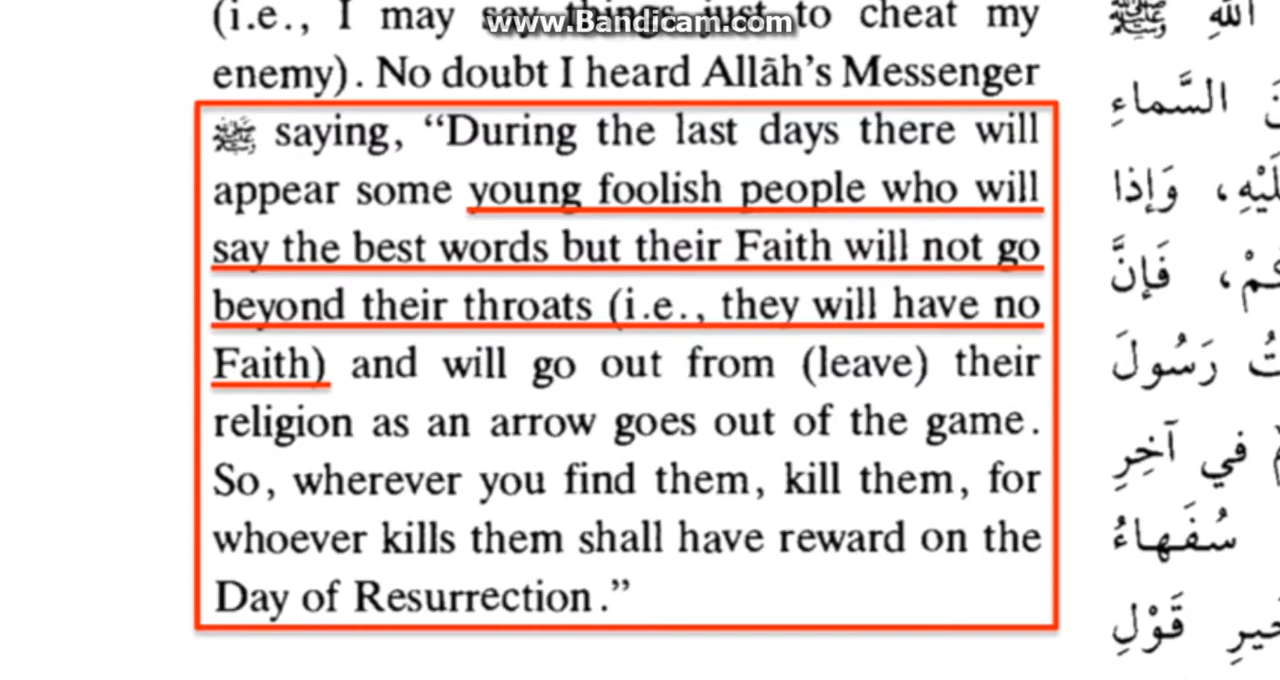 (i.e., I may say things just to cheat my
www.Bandicam.com
enemy). No doubt I heard Allāh's Messenger
ﷺ saying, “During the last days there will
appear some young foolish people who will
say the best words but their Faith will not go
beyond their throats (i.e., they will have no
Faith) and will go out from (leave) their
religion as an arrow goes out of the game.
So, wherever you find them, kill them, for
whoever kills them shall have reward on the
Day of Resurrection.”
اللهِ ﷺ
السَّماءِ
وَإِذا
فَإِنَّ
رَسُولَ
في آخِرِ
سُفَهاءُ
قَوْلِ